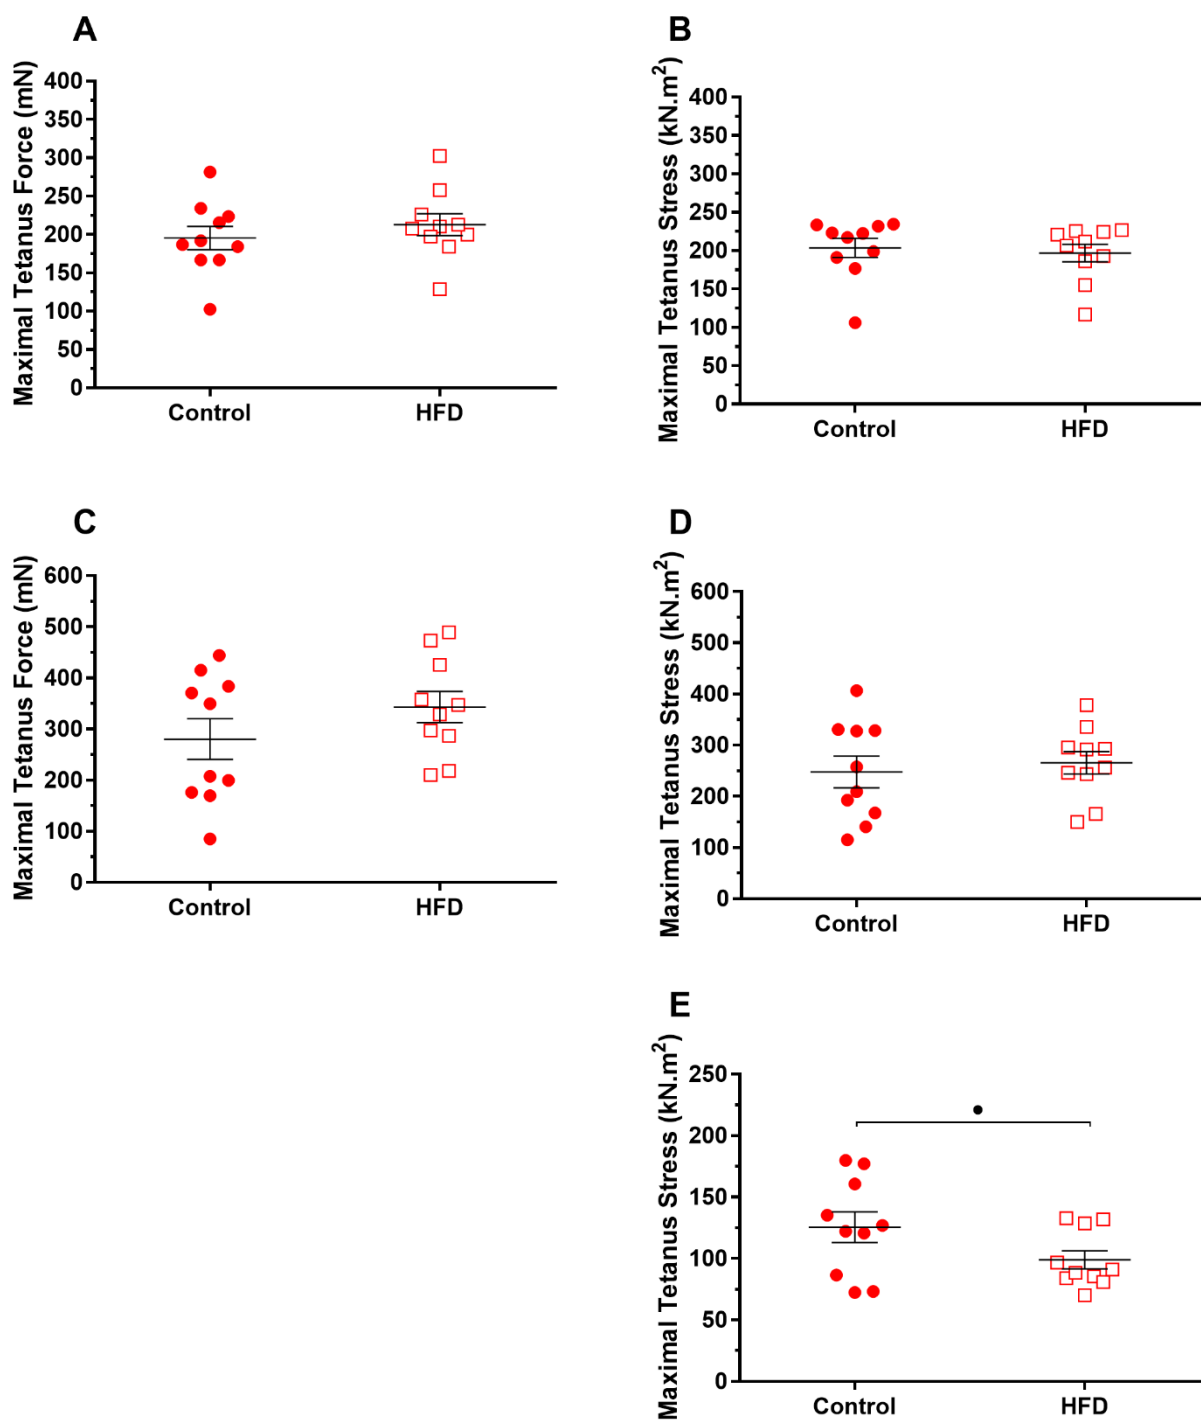 A
Maximal Tetanus Force (mN)
400
350
300
250
200
150
100
50
0
Control
HFD
B
Maximal Tetanus Stress (kN.m²)
400
350
300
250
200
150
100
50
0
Control
HFD
C
Maximal Tetanus Force (mN)
600
500
400
300
200
100
0
Control
HFD
D
Maximal Tetanus Stress (kN.m²)
600
500
400
300
200
100
0
Control
HFD
E
Maximal Tetanus Stress (kN.m²)
250
200
150
100
50
0
Control
HFD